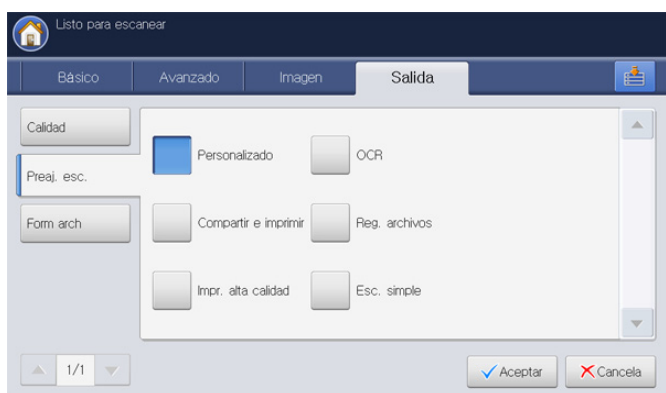 Listo para escanear
Básico
Avanzado
Imagen
Salida
Calidad
Preaj. esc.
Form arch
Personalizado
OCR
Compartir e imprimir
Reg. archivos
Impr. alta calidad
Esc. simple
1/1
Aceptar
Cancela